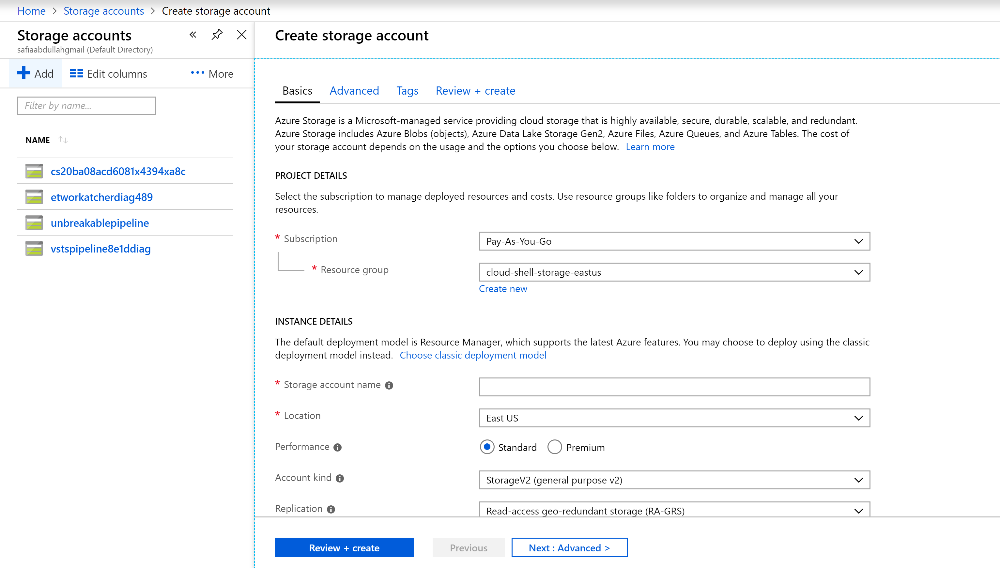 Home > Storage accounts > Create storage account
Storage accounts
safiaabdullahgmail (Default Directory)
Add
Edit columns
More
Filter by name...
NAME
cs20ba08acd6081x4394xa8c
etworkatcherdiag489
unbreakablepipeline
vstspipeline8e1ddiag
Create storage account
Basics
Advanced
Tags
Review + create
Azure Storage is a Microsoft-managed service providing cloud storage that is highly available, secure, durable, scalable, and redundant.
Azure Storage includes Azure Blobs (objects), Azure Data Lake Storage Gen2, Azure Files, Azure Queues, and Azure Tables. The cost of
your storage account depends on the usage and the options you choose below. Learn more
PROJECT DETAILS
Select the subscription to manage deployed resources and costs. Use resource groups like folders to organize and manage all your
resources.
* Subscription
Pay-As-You-Go
* Resource group
cloud-shell-storage-eastus
Create new
INSTANCE DETAILS
The default deployment model is Resource Manager, which supports the latest Azure features. You may choose to deploy using the classic
deployment model instead. Choose classic deployment model
* Storage account name
* Location
East US
Performance
Standard
Premium
Account kind
StorageV2 (general purpose v2)
Replication
Read-access geo-redundant storage (RA-GRS)
Review + create
Previous
Next : Advanced >